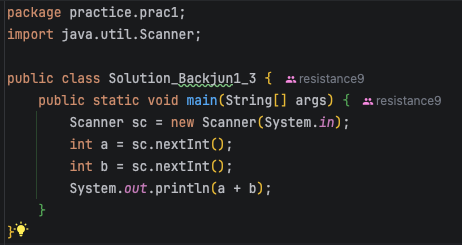 package practice.prac1;
import java.util.Scanner;
public class Solution_Backjun1_3 { resistance9
public static void main(String[] args) { resistance9
Scanner sc = new Scanner(System.in);
int a = sc.nextInt();
int b = sc.nextInt();
System.out.println(a + b);
}
}